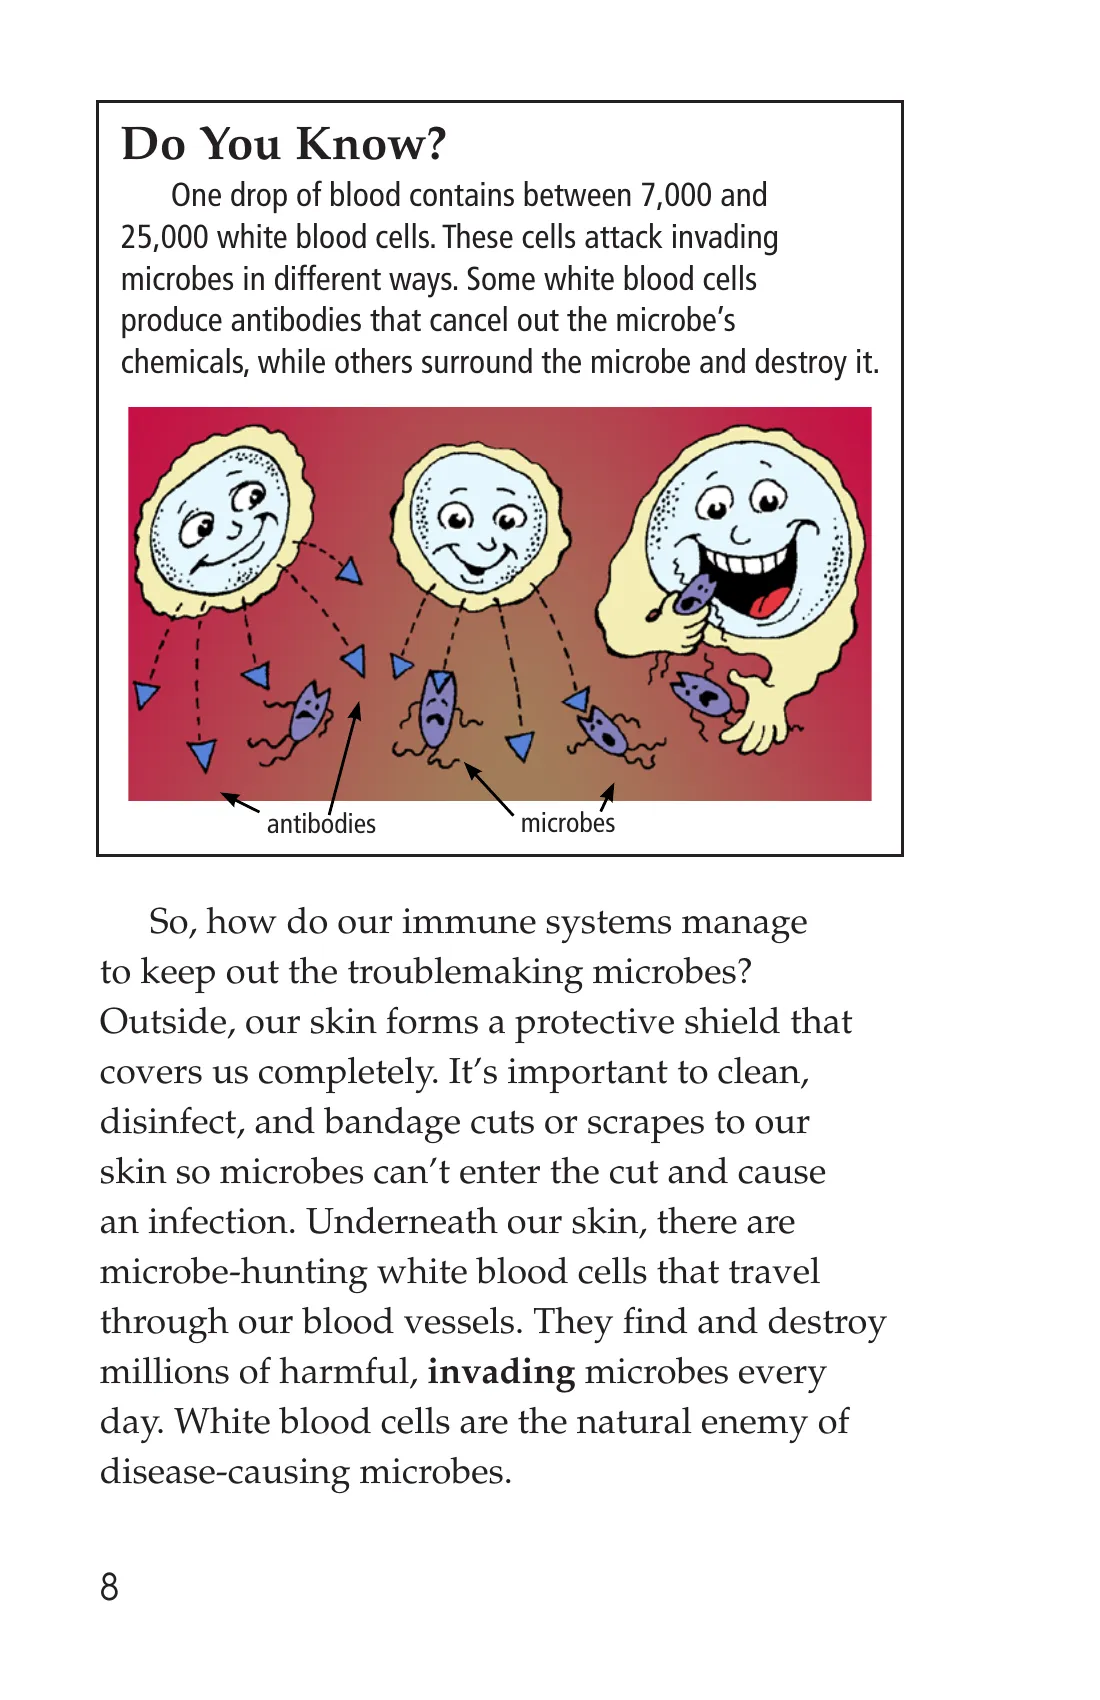 Do You Know?
One drop of blood contains between 7,000 and
25,000 white blood cells. These cells attack invading
microbes in different ways. Some white blood cells
produce antibodies that cancel out the microbe’s
chemicals, while others surround the microbe and destroy it.
antibodies
microbes
So, how do our immune systems manage
to keep out the troublemaking microbes?
Outside, our skin forms a protective shield that
covers us completely. It’s important to clean,
disinfect, and bandage cuts or scrapes to our
skin so microbes can’t enter the cut and cause
an infection. Underneath our skin, there are
microbe-hunting white blood cells that travel
through our blood vessels. They find and destroy
millions of harmful, invading microbes every
day. White blood cells are the natural enemy of
disease-causing microbes.
8